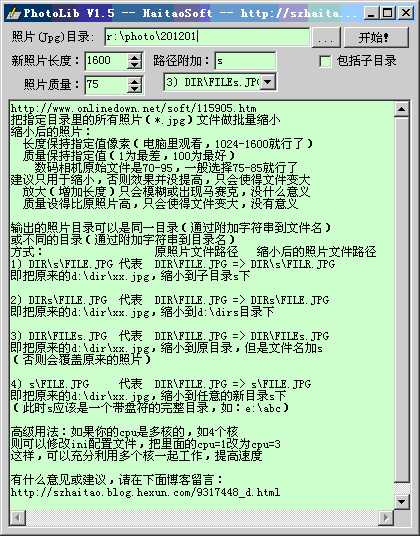 PhotoLib V1.5 -- HaitaoSoft -- http://szhaita...
照片(Jpg)目录: r:\photo\201201 ... 开始!
新照片长度: 1600 路径附加: s 包括子目录
照片质量: 75 3) DIR\FILEs.JPG
http://www.onlinedown.net/soft/115905.htm
把指定目录里的所有照片(*.jpg)文件做批量缩小
缩小后的照片:
长度保持指定值像素(电脑里观看,1024-1600就行了)
质量保持指定值(1为最差,100为最好)
数码相机原始文件是70-95,一般选择75-85就行了
建议只用于缩小,否则效果并没提高,只会使得文件变大
放大(增加长度)只会模糊或出现马赛克,没什么意义
质量设得比原照片高,只会使得文件变大,没有意义
输出的照片目录可以是同一目录(通过附加字符串到文件名)
或不同的目录(通过附加字符串到目录名)
方式: 原照片文件路径 缩小后的照片文件路径
1) DIR\s\FILE.JPG 代表 DIR\FILE.JPG => DIR\s\FILR.JPG
即把原来的d:\dir\xx.jpg,缩小到子目录s下
2) DIRs\FILE.JPG 代表 DIR\FILE.JPG => DIRs\FILE.JPG
即把原来的d:\dir\xx.jpg,缩小到d:\dirs目录下
3) DIR\FILEs.JPG 代表 DIR\FILE.JPG => DIR\FILEs.JPG
即把原来的d:\dir\xx.jpg,缩小到原目录,但是文件名加s
(否则会覆盖原来的照片)
4) s\FILE.JPG 代表 DIR\FILE.JPG => s\FILE.JPG
即把原来的d:\dir\xx.jpg,缩小到任意的新目录s下
(此时s应该是一个带盘符的完整目录,如:e:\abc)
高级用法:如果你的cpu是多核的,如4个核
则可以修改ini配置文件,把里面的cpu=1改为cpu=3
这样,可以充分利用多个核一起工作,提高速度
有什么意见或建议,请在下面博客留言:
http://szhaitao.blog.hexun.com/9317448_d.html